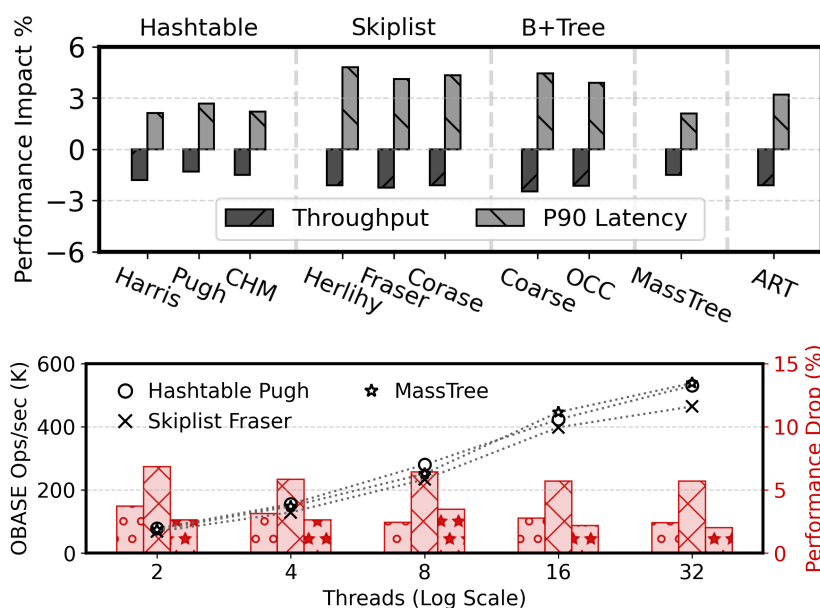 Hashtable Skiplist B+Tree
Performance Impact %
6
3
0
−3
−6
Throughput P90 Latency
Harris Pugh CHM Herlihy Fraser Corase Coarse OCC MassTree ART
OBASE Ops/sec (K)
600
400
200
0
Hashtable Pugh MassTree
Skiplist Fraser
15
10
5
0
Performance Drop (%)
2 4 8 16 32
Threads (Log Scale)